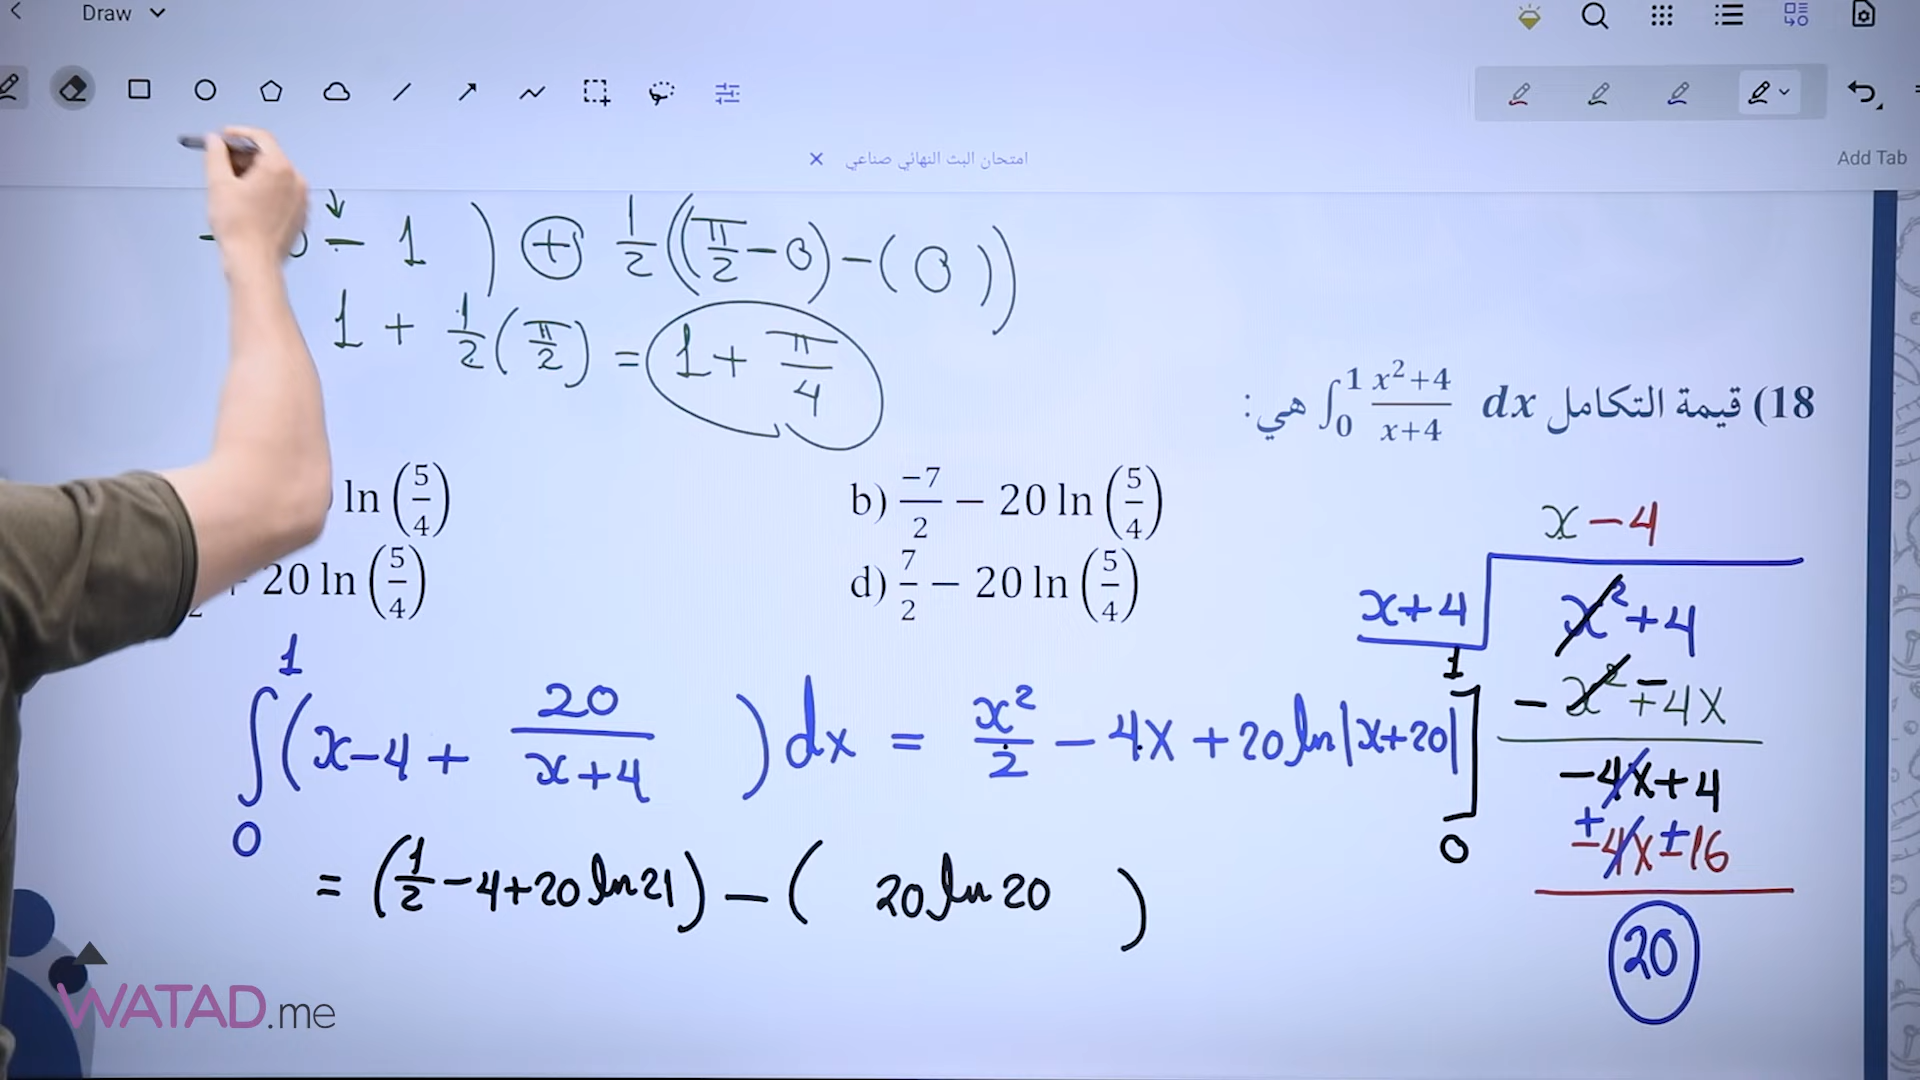 Draw
امتحان البث النهائي صناعي
Add Tab
- 1 ) ⊕ 1/2((π/2 - 0) - (0))
1 + 1/2(π/2) = 1 + π/4
18) قيمة التكامل ∫₀¹ (x²+4)/(x+4) dx هي:
ln(5/4)
b) -7/2 - 20 ln(5/4)
20 ln(5/4)
d) 7/2 - 20 ln(5/4)
x - 4
x+4
x² + 4
- x² ∓ 4x
-4x + 4
± 4x ± 16
20
∫₀¹ (x-4 + 20/(x+4)) dx = x²/2 - 4x + 20 ln|x+20| ]₀¹
= (1/2 - 4 + 20 ln 21) - ( 20 ln 20 )
WATAD.me